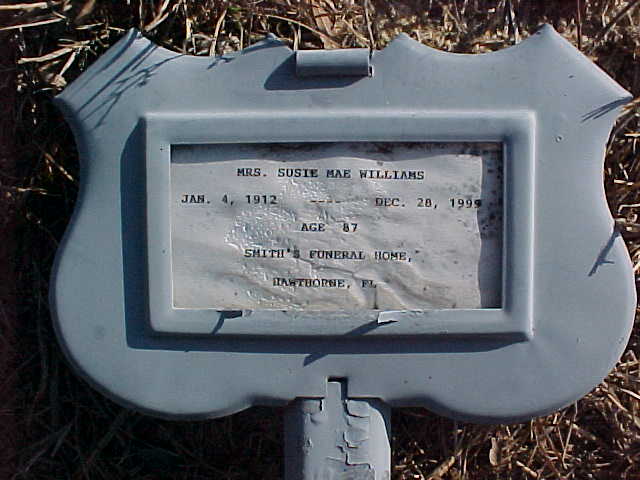 MRS. SUSIE MAE WILLIAMS
JAN. 4, 1912 ---- DEC. 28, 1999
AGE 87
SMITH'S FUNERAL HOME,
HAWTHORNE, FL